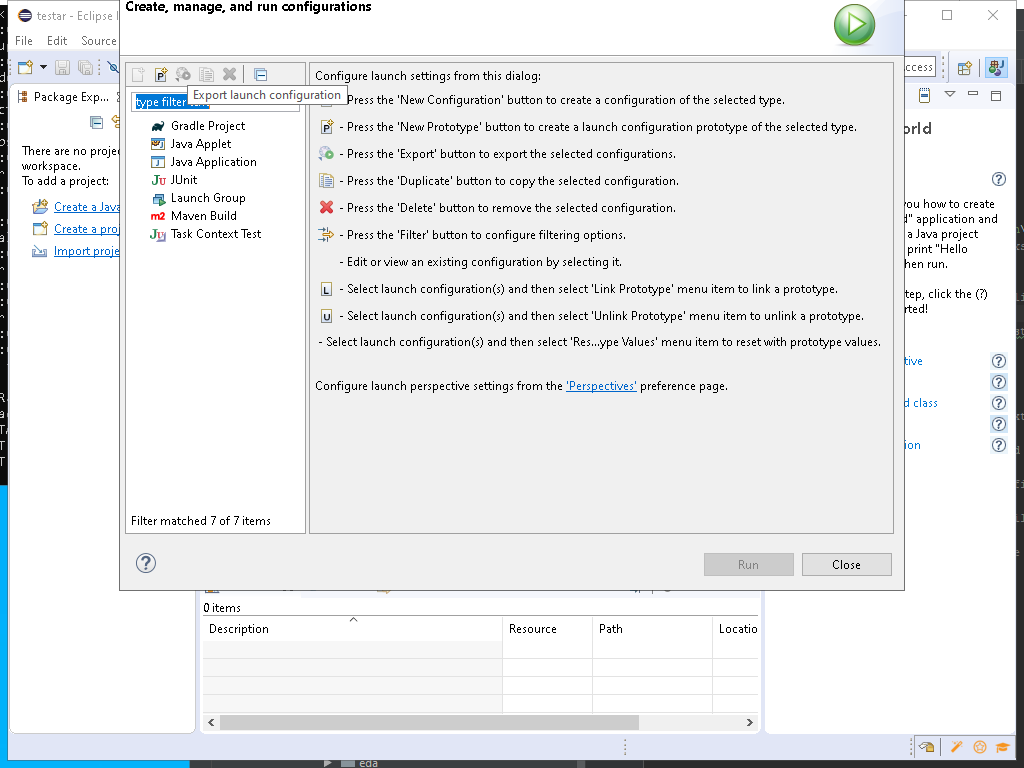 Create, manage, and run configurations
testar - Eclipse I
File Edit Source
Package Exp...
There are no proje
workspace.
To add a project:
Create a Java
Create a proj
Import proje
Export launch configuration
type filter
Gradle Project
Java Applet
Java Application
JUnit
Launch Group
Maven Build
Task Context Test
Filter matched 7 of 7 items
Configure launch settings from this dialog:
Press the 'New Configuration' button to create a configuration of the selected type.
- Press the 'New Prototype' button to create a launch configuration prototype of the selected type.
- Press the 'Export' button to export the selected configurations.
- Press the 'Duplicate' button to copy the selected configuration.
- Press the 'Delete' button to remove the selected configuration.
- Press the 'Filter' button to configure filtering options.
- Edit or view an existing configuration by selecting it.
- Select launch configuration(s) and then select 'Link Prototype' menu item to link a prototype.
- Select launch configuration(s) and then select 'Unlink Prototype' menu item to unlink a prototype.
- Select launch configuration(s) and then select 'Res...ype Values' menu item to reset with prototype values.
Configure launch perspective settings from the 'Perspectives' preference page.
Run
Close
ccess
orld
you how to create
d" application and
a Java project
print "Hello
hen run.
tep, click the (?)
rted!
tive
d class
ion
0 items
Description Resource Path Locatio
eda